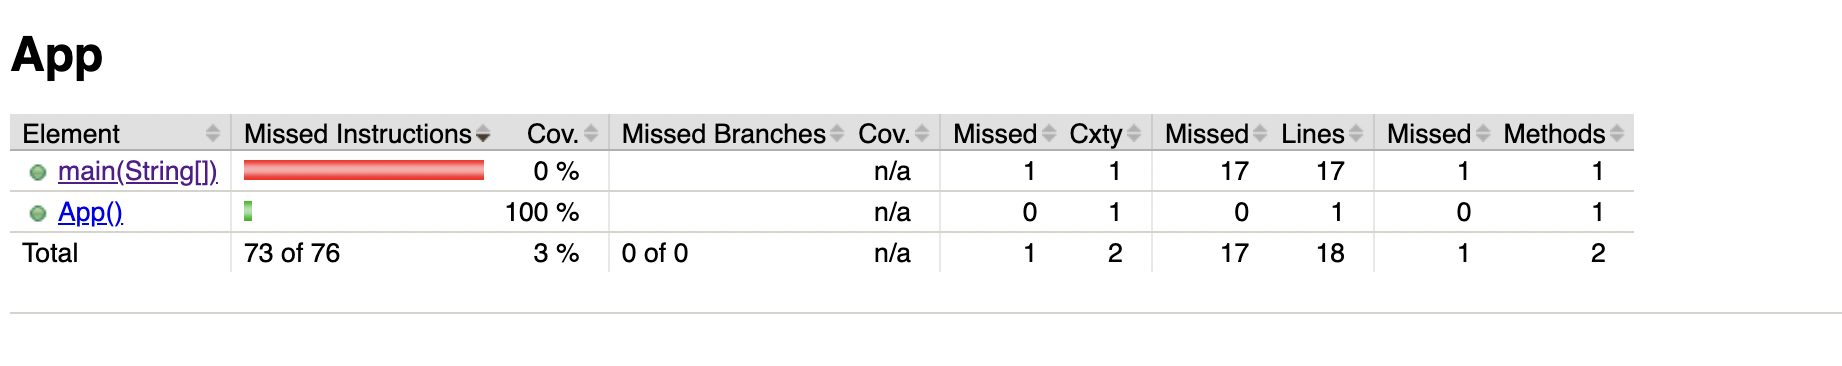 App
Element Missed Instructions Cov. Missed Branches Cov. Missed Cxty Missed Lines Missed Methods
main(String[]) 0 % n/a 1 1 17 17 1 1
App() 100 % n/a 0 1 0 1 0 1
Total 73 of 76 3 % 0 of 0 n/a 1 2 17 18 1 2